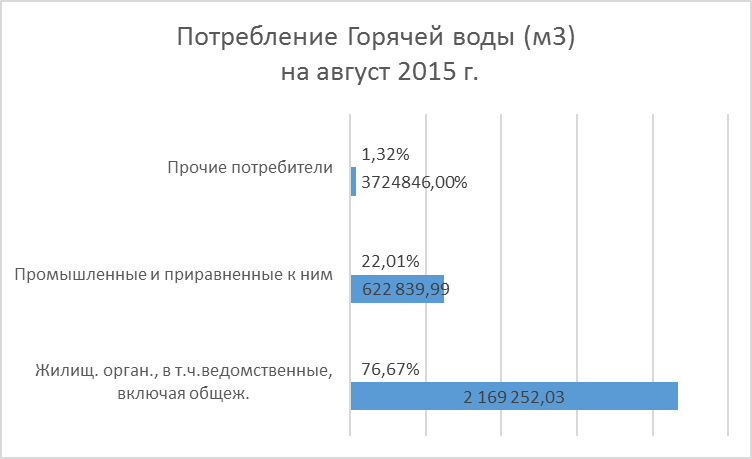 Потребление Горячей воды (м3)
на август 2015 г.
Прочие потребители
1,32%
3724846,00%
Промышленные и приравненные к ним
22,01%
622 839,99
Жилищ. орган., в т.ч.ведомственные,
включая общеж.
76,67%
2 169 252,03